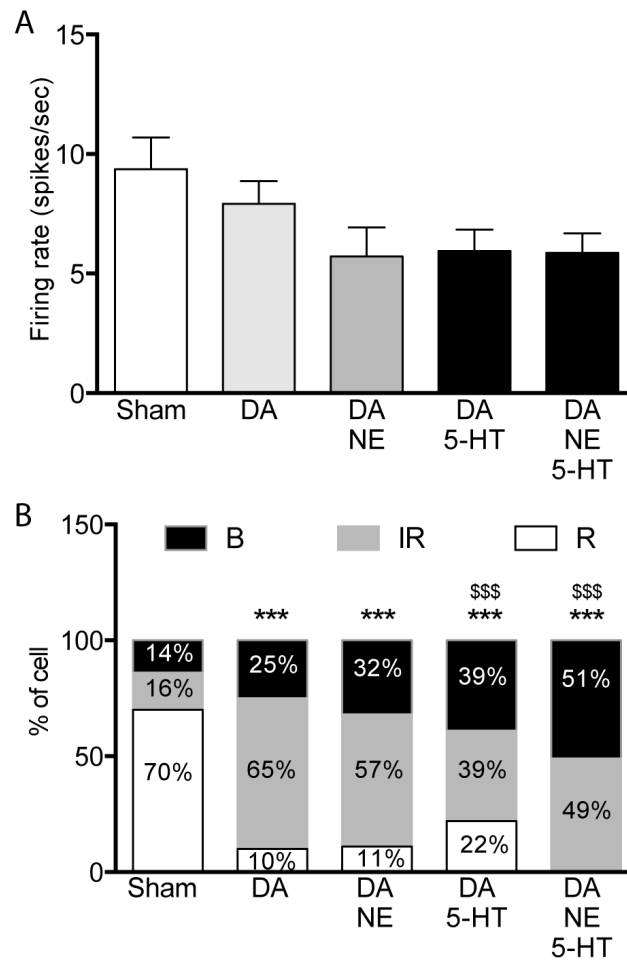 A
15
10
5
0
Firing rate (spikes/sec)
Sham DA DA DA DA
NE 5-HT NE
5-HT
B
150
100
50
0
% of cell
B IR R
$$$ $$$
*** *** *** ***
14% 25% 32% 39% 51%
16% 65% 57% 39% 49%
70% 10% 11% 22%
Sham DA DA DA DA
NE 5-HT NE
5-HT